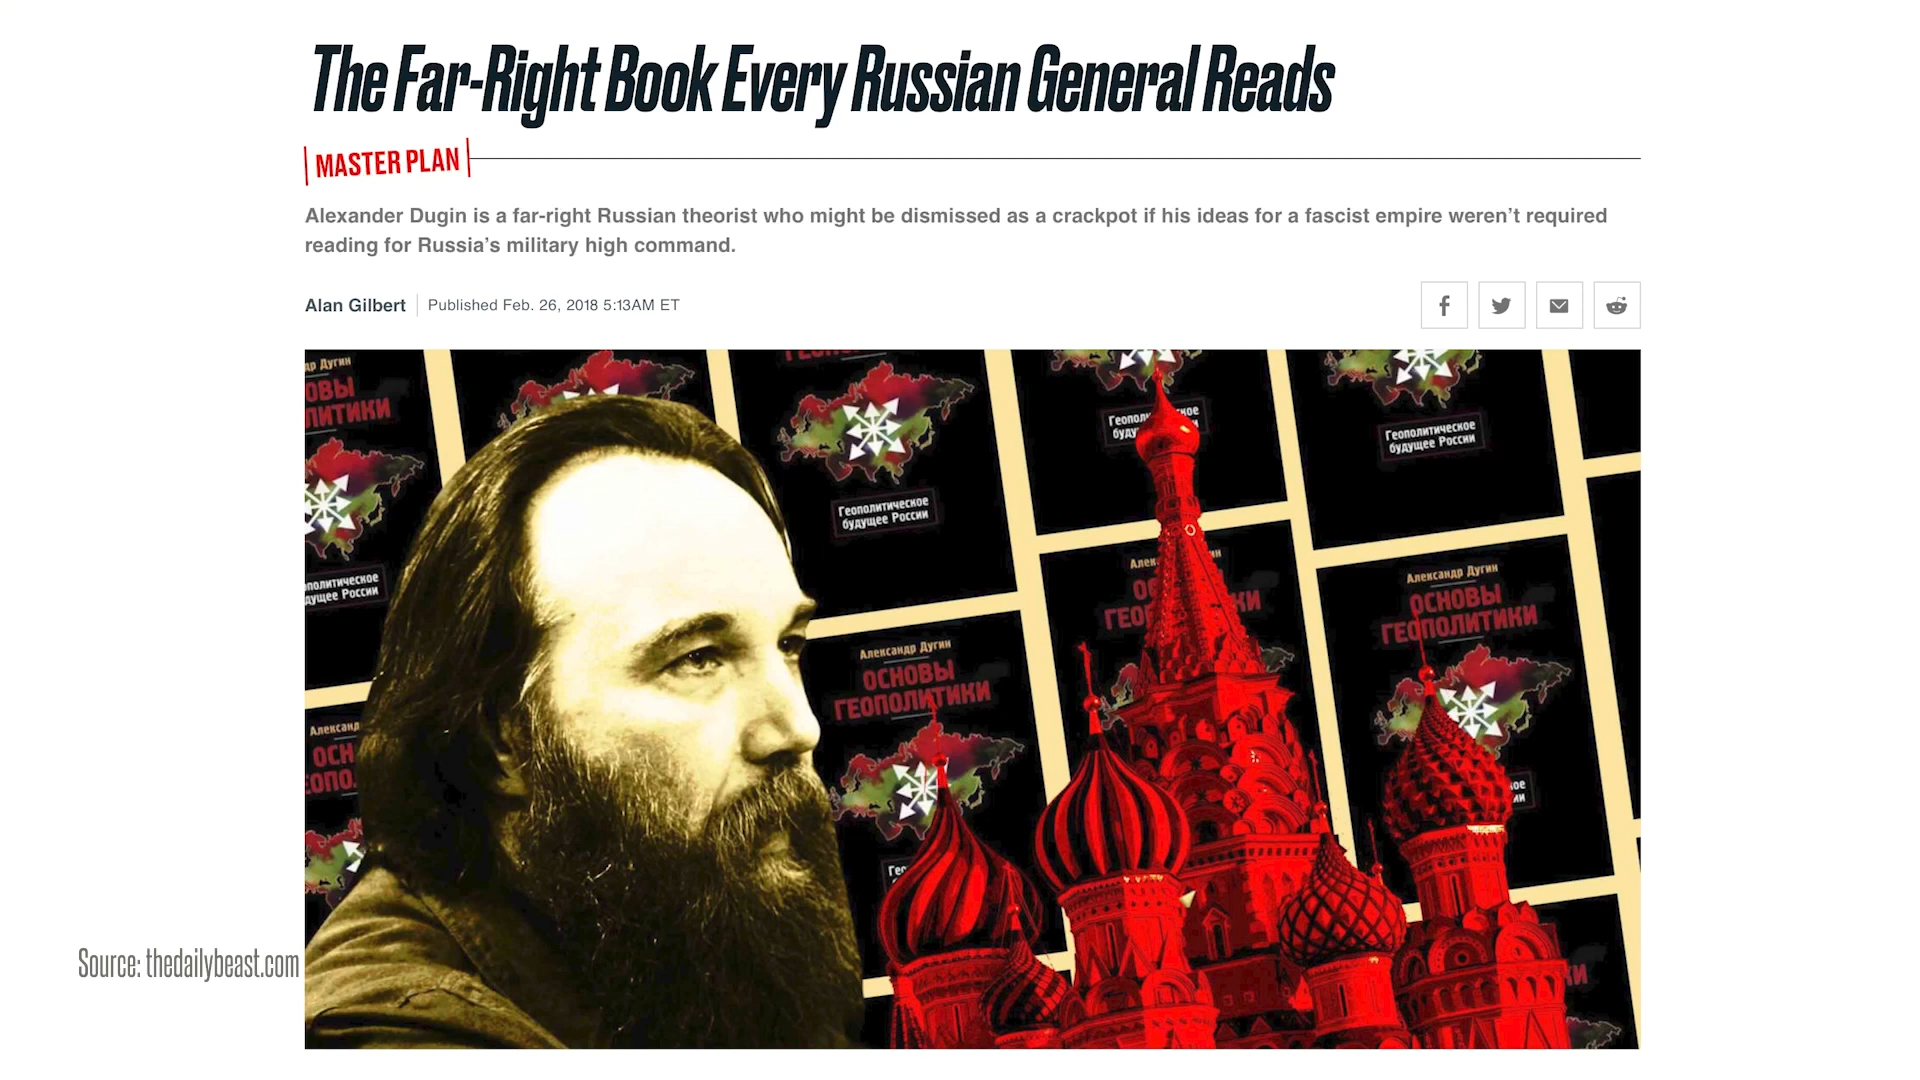 The Far-Right Book Every Russian General Reads
MASTER PLAN
Alexander Dugin is a far-right Russian theorist who might be dismissed as a crackpot if his ideas for a fascist empire weren’t required
reading for Russia’s military high command.
Alan Gilbert
Published Feb. 26, 2018 5:13AM ET
Геополитическое
будущее России
Геополитическое
будущее России
Александр Дугин
ОСНОВЫ
ГЕОПОЛИТИКИ
Александр Дугин
ОСНОВЫ
ГЕОПОЛИТИКИ
Source: thedailybeast.com